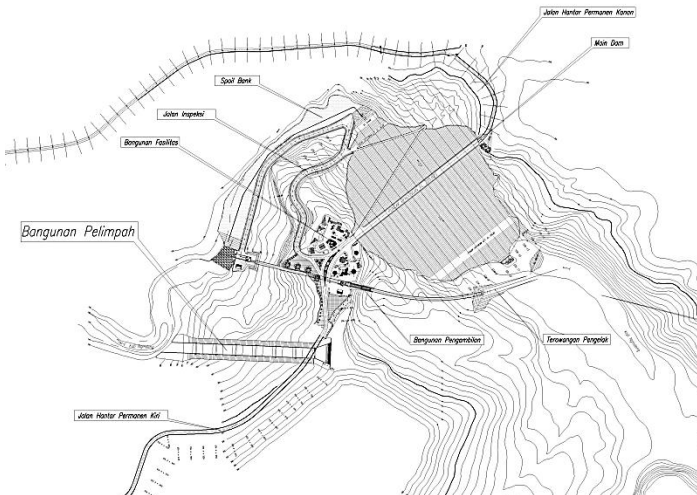 Jalan Hantar Permanen Kanan
Main Dam
Spoil Bank
Jalan Inspeksi
Bangunan Fasilitas
Bangunan Pelimpah
Bangunan Pengambilan
Terowongan Pengelak
Jalan Hantar Permanen Kiri